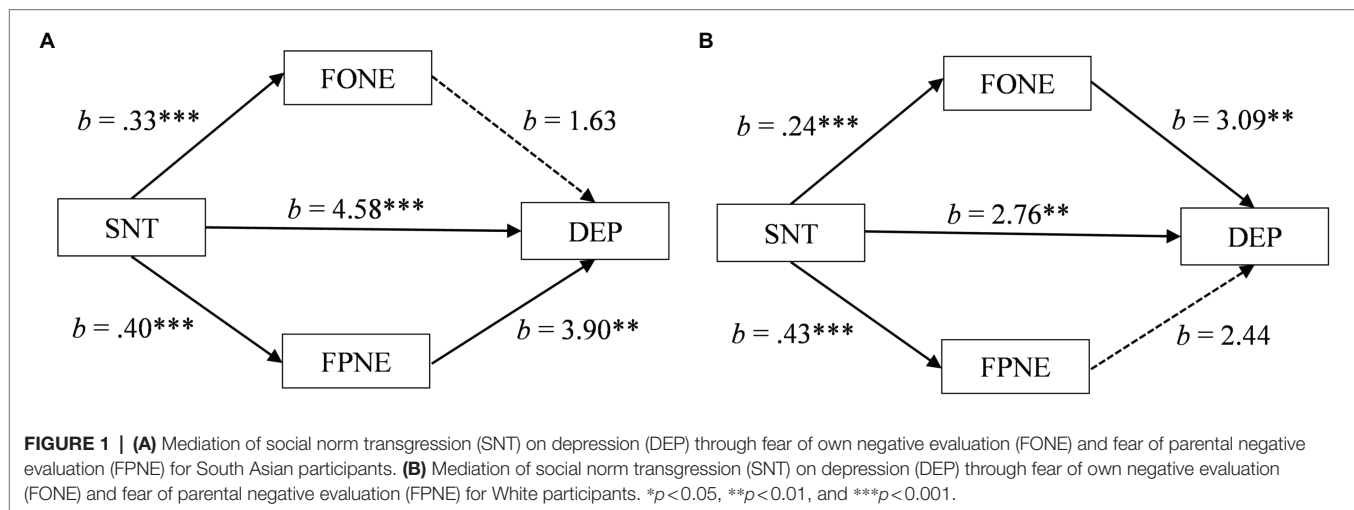 A
FONE
b = .33***
b = 1.63
b = 4.58***
SNT
DEP
b = .40***
b = 3.90**
FPNE
B
FONE
b = .24***
b = 3.09**
b = 2.76**
SNT
DEP
b = .43***
b = 2.44
FPNE
FIGURE 1 | (A) Mediation of social norm transgression (SNT) on depression (DEP) through fear of own negative evaluation (FONE) and fear of parental negative
evaluation (FPNE) for South Asian participants. (B) Mediation of social norm transgression (SNT) on depression (DEP) through fear of own negative evaluation
(FONE) and fear of parental negative evaluation (FPNE) for White participants. *p<0.05, **p<0.01, and ***p<0.001.